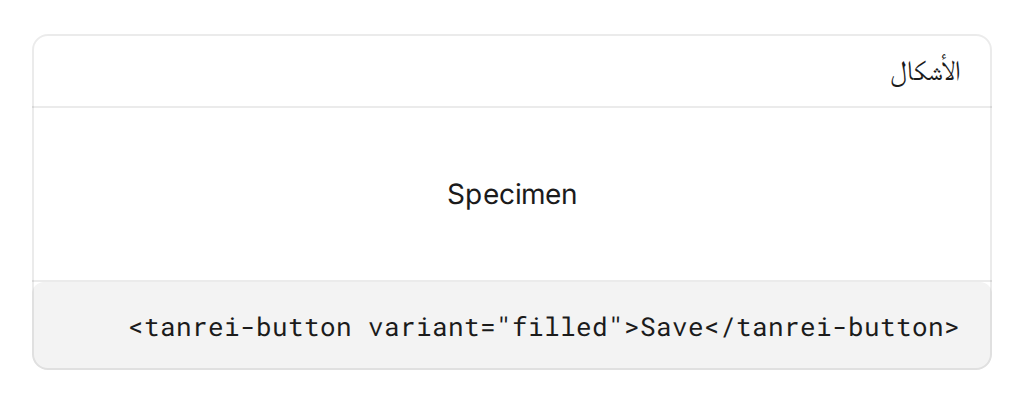 الأشكال
Specimen
<tanrei-button variant="filled">Save</tanrei-button>